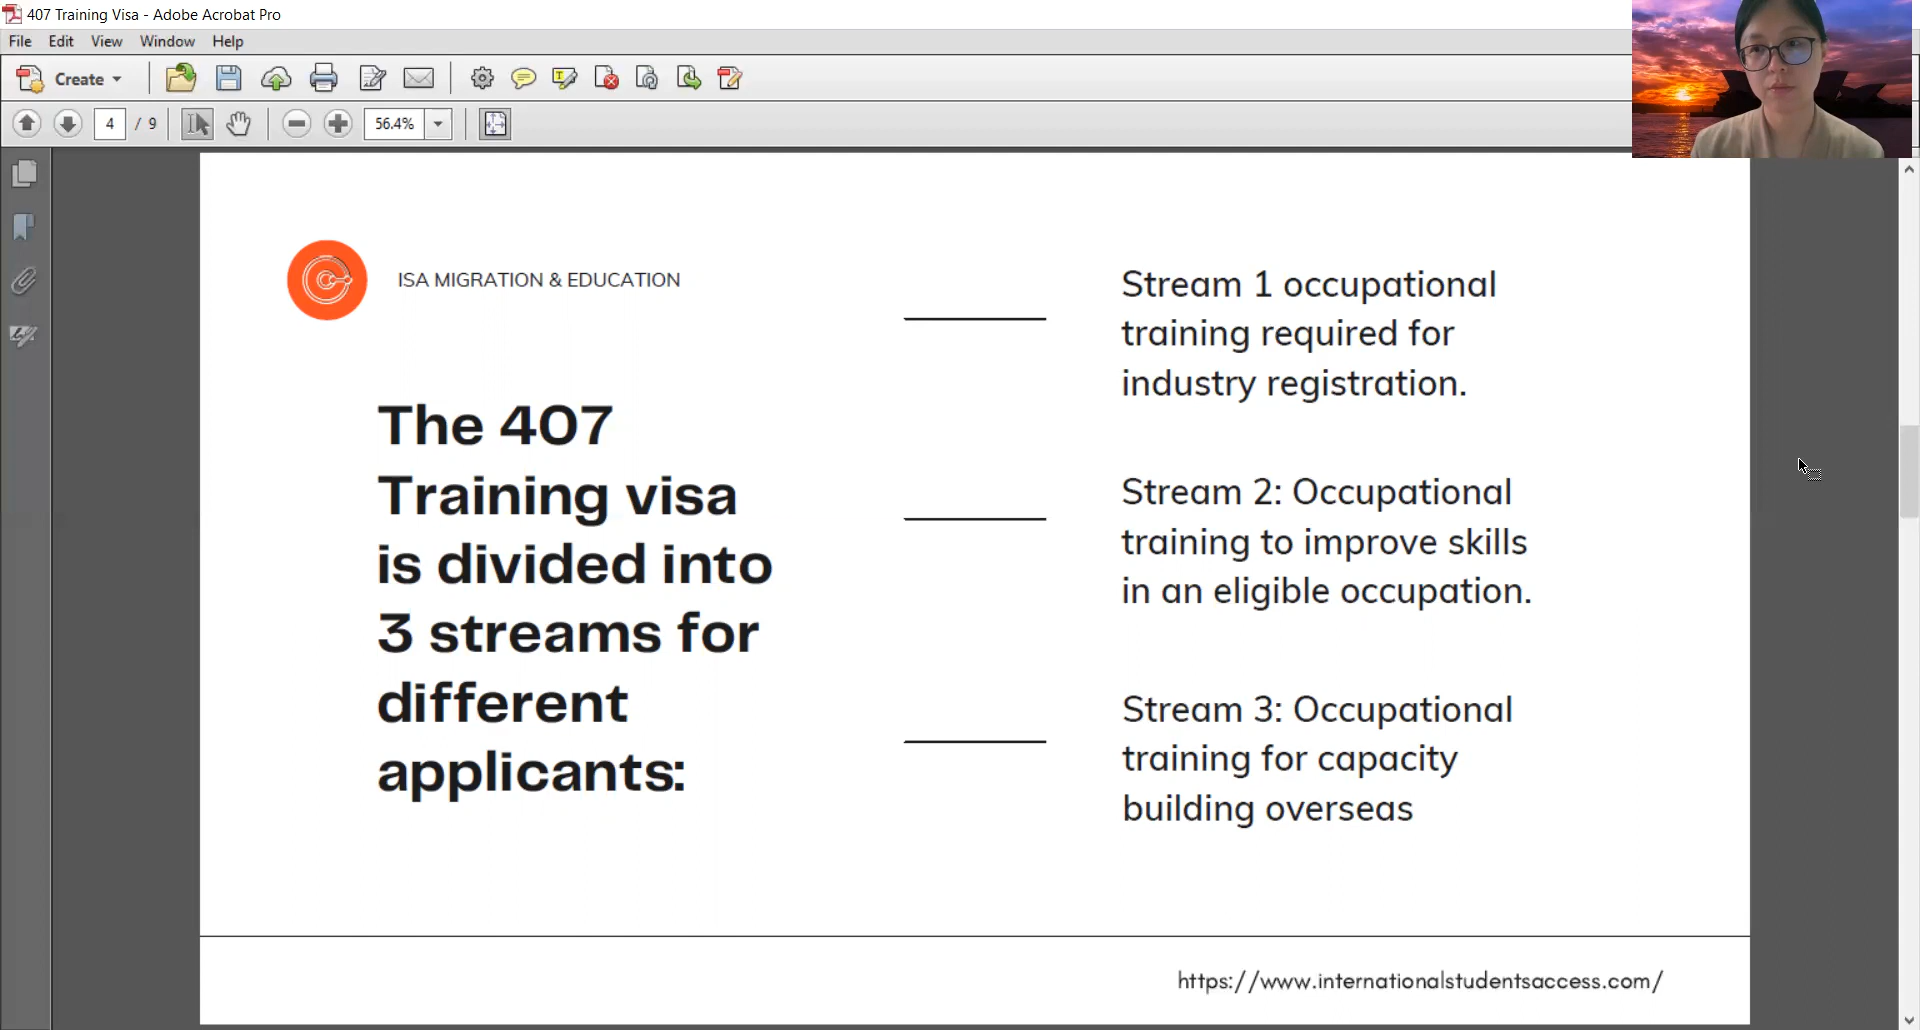 407 Training Visa - Adobe Acrobat Pro
File Edit View Window Help
Create
4 / 9 56.4%
ISA MIGRATION & EDUCATION
The 407
Training visa
is divided into
3 streams for
different
applicants:
Stream 1 occupational
training required for
industry registration.
Stream 2: Occupational
training to improve skills
in an eligible occupation.
Stream 3: Occupational
training for capacity
building overseas
https://www.internationalstudentsaccess.com/